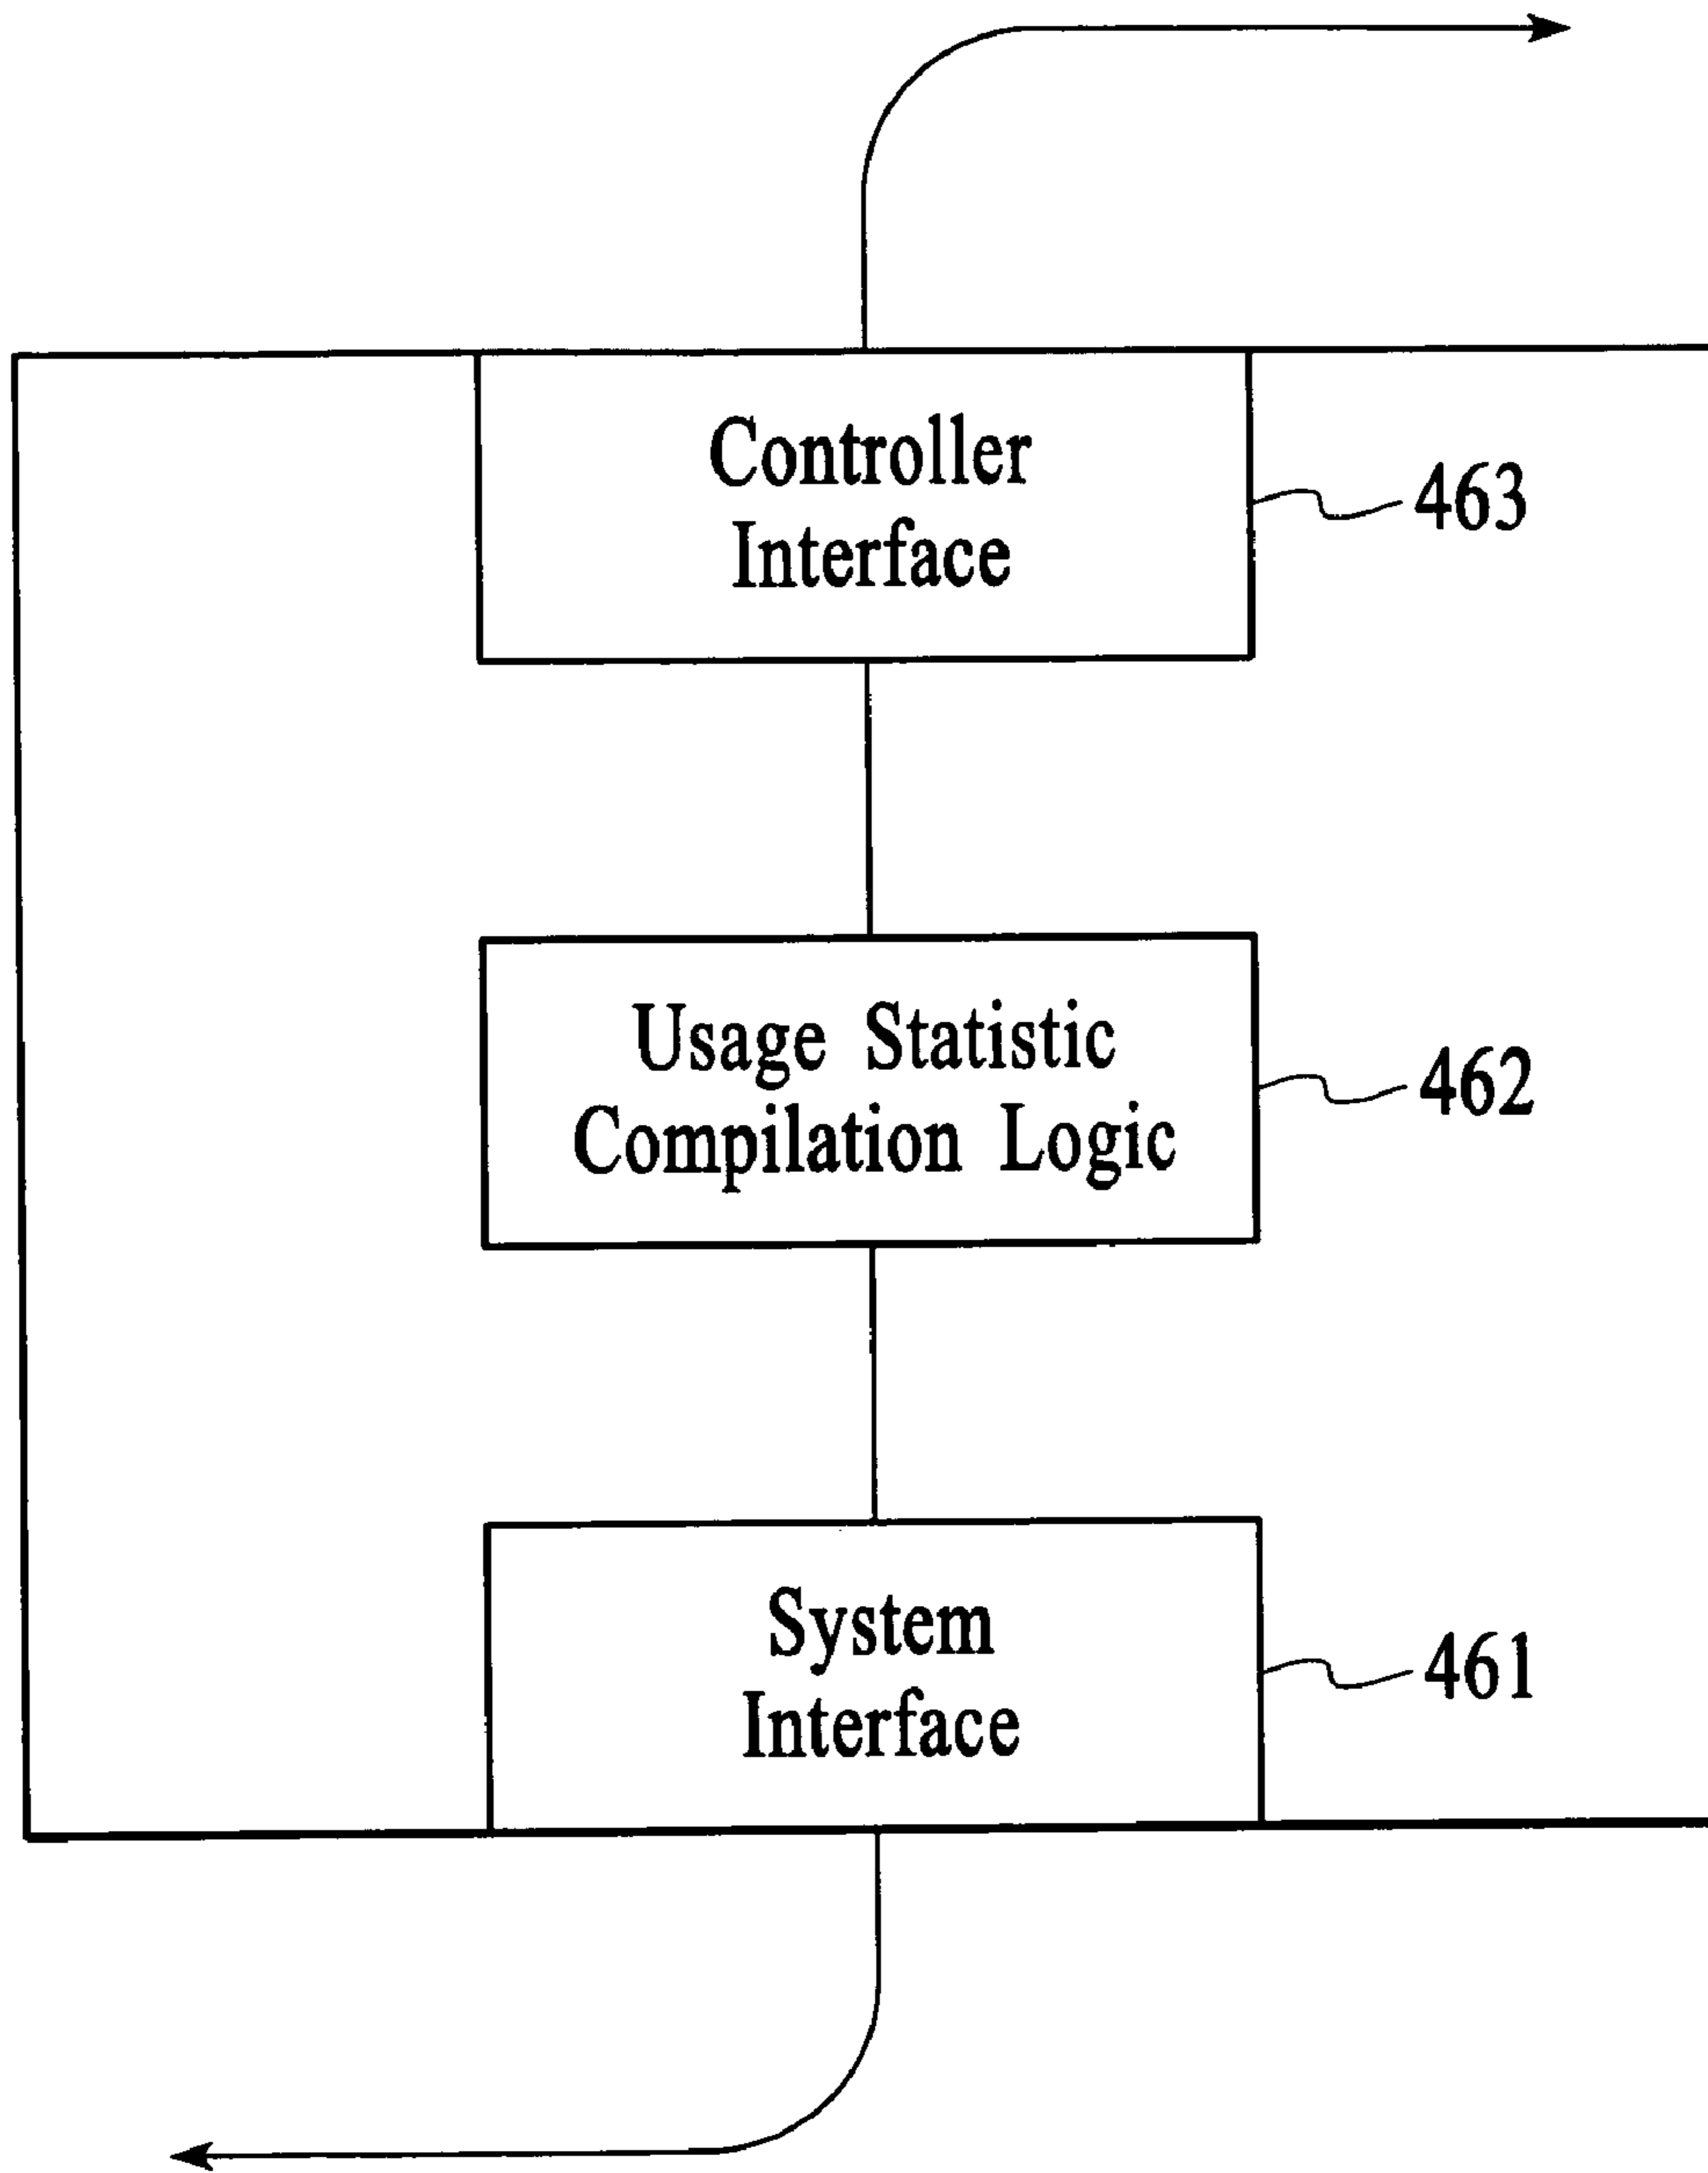 Controller
Interface
463
Usage Statistic
Compilation Logic
462
System
Interface
461